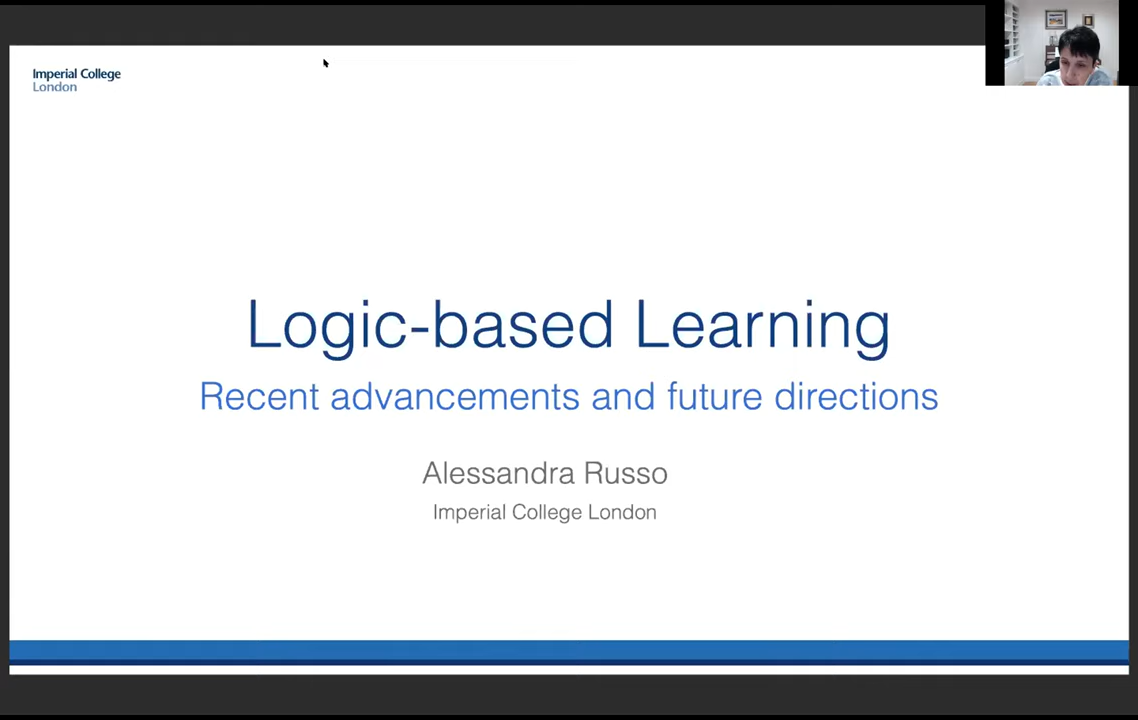 Imperial College
London
Logic-based Learning
Recent advancements and future directions
Alessandra Russo
Imperial College London